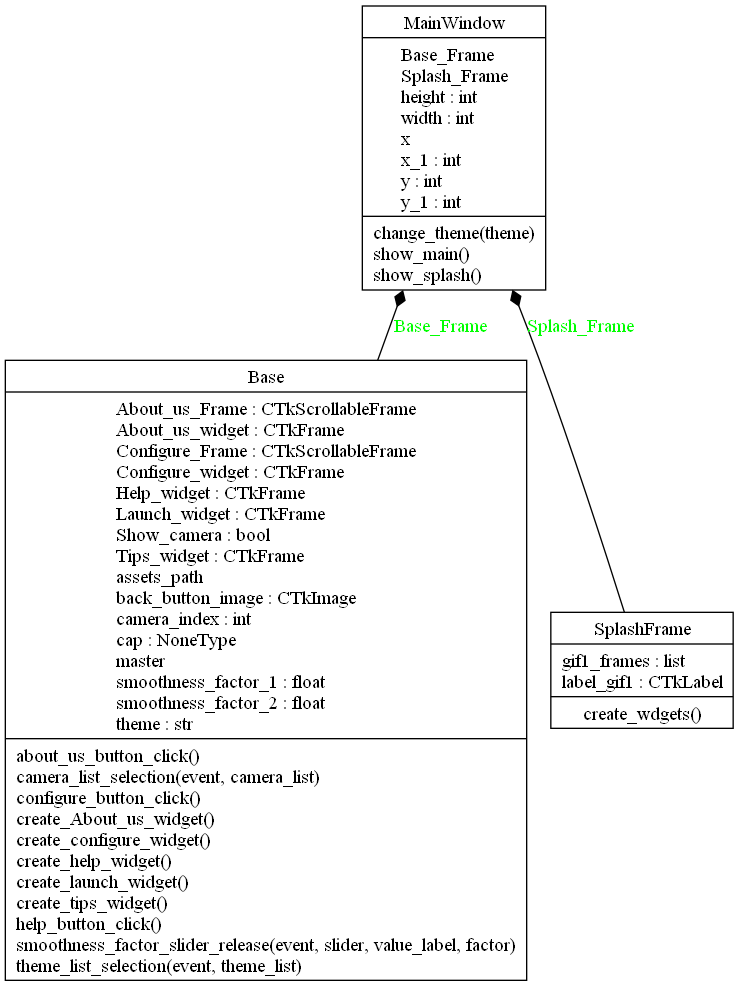 MainWindow
Base_Frame
Splash_Frame
height : int
width : int
x
x_1 : int
y : int
y_1 : int
change_theme(theme)
show_main()
show_splash()
Base_Frame
Splash_Frame
Base
About_us_Frame : CTkScrollableFrame
About_us_widget : CTkFrame
Configure_Frame : CTkScrollableFrame
Configure_widget : CTkFrame
Help_widget : CTkFrame
Launch_widget : CTkFrame
Show_camera : bool
Tips_widget : CTkFrame
assets_path
back_button_image : CTkImage
camera_index : int
cap : NoneType
master
smoothness_factor_1 : float
smoothness_factor_2 : float
theme : str
about_us_button_click()
camera_list_selection(event, camera_list)
configure_button_click()
create_About_us_widget()
create_configure_widget()
create_help_widget()
create_launch_widget()
create_tips_widget()
help_button_click()
smoothness_factor_slider_release(event, slider, value_label, factor)
theme_list_selection(event, theme_list)
SplashFrame
gif1_frames : list
label_gif1 : CTkLabel
create_wdgets()